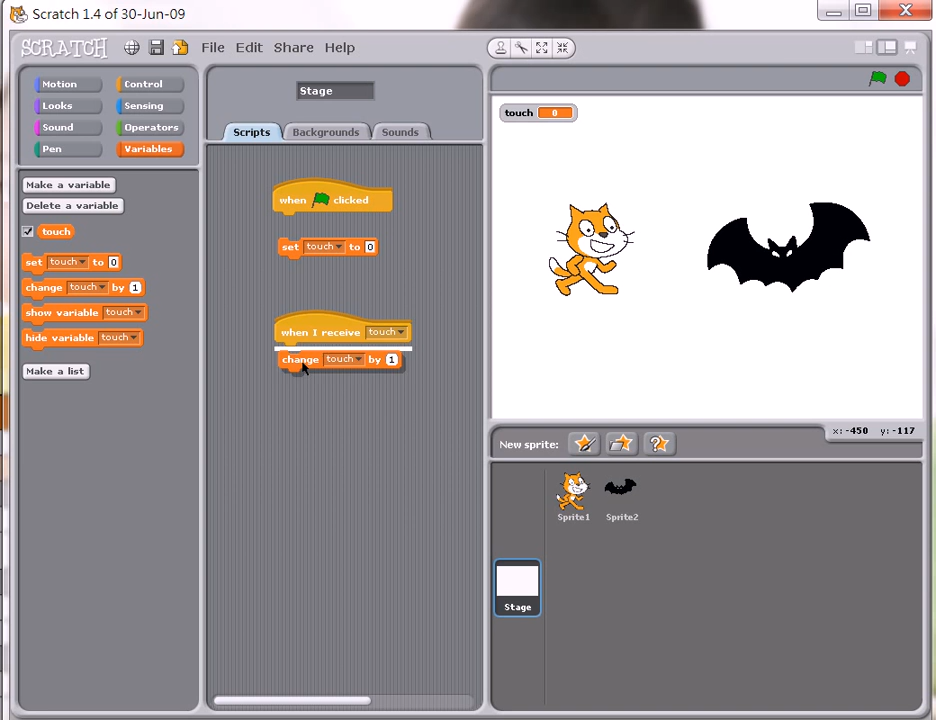 Scratch 1.4 of 30-Jun-09
SCRATCH File Edit Share Help
Motion Control
Looks Sensing
Sound Operators
Pen Variables
Make a variable
Delete a variable
touch
set touch to 0
change touch by 1
show variable touch
hide variable touch
Make a list
Stage
Scripts Backgrounds Sounds
when clicked
set touch to 0
when I receive touch
change touch by 1
touch 0
x: -450 y: -117
New sprite:
Sprite1 Sprite2
Stage